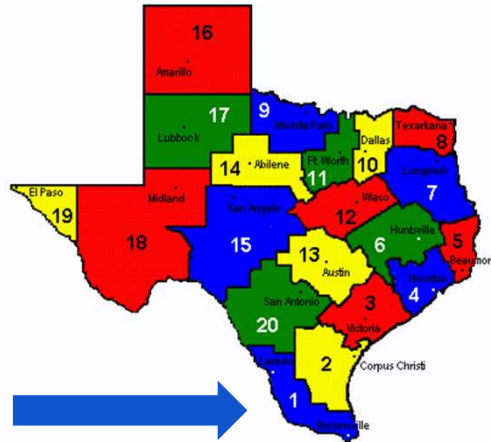 16
Amarillo
17
Lubbock
9
Wichita Falls
Dallas
10
Texarkana
8
Ft Worth
11
14
Abilene
Longview
7
El Paso
19
Midland
18
San Angelo
15
Waco
12
Huntsville
6
5
Beaumont
13
Austin
Houston
4
San Antonio
20
3
Victoria
2
Corpus Christi
Laredo
1
Brownsville